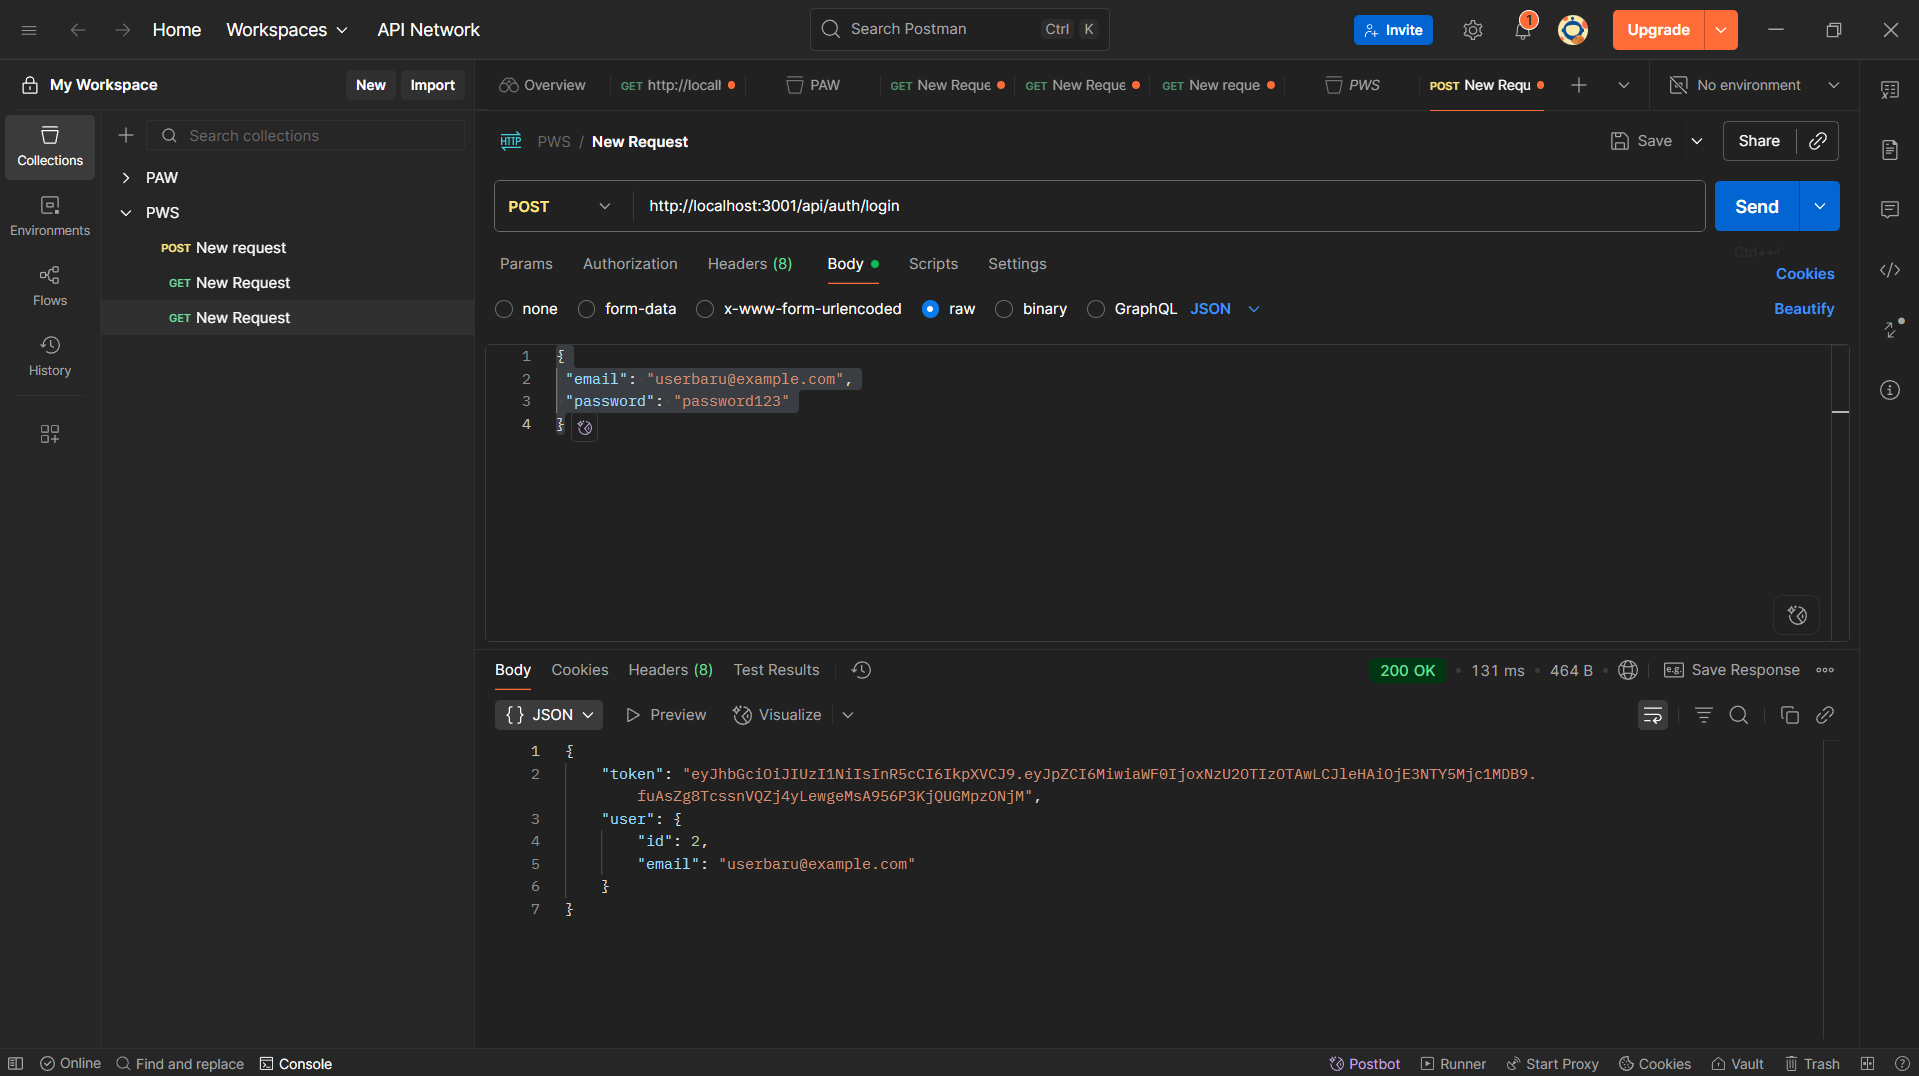 Home Workspaces API Network Search Postman Ctrl K Invite 1 Upgrade
My Workspace New Import Overview GET http://locall PAW GET New Reque GET New Reque GET New reque PWS POST New Requ No environment
Collections
Environments
Flows
History
Search collections
PAW
PWS
POST New request
GET New Request
GET New Request
HTTP PWS / New Request Save Share
POST http://localhost:3001/api/auth/login Send
Params Authorization Headers (8) Body Scripts Settings Cookies
none form-data x-www-form-urlencoded raw binary GraphQL JSON Beautify
1 {
2 "email": "userbaru@example.com",
3 "password": "password123"
4 }
Body Cookies Headers (8) Test Results 200 OK 131 ms 464 B e.g. Save Response
{} JSON Preview Visualize
1 {
2 "token": "eyJhbGciOiJIUzI1NiIsInR5cCI6IkpXVCJ9.eyJpZCI6MiwiaWF0IjoxNzU2OTIzOTAwLCJleHAiOjE3NTY5Mjc1MDB9.
fuAsZg8TcssnVQZj4yLewgeMsA956P3KjQUGMpzONjM",
3 "user": {
4 "id": 2,
5 "email": "userbaru@example.com"
6 }
7 }
Online Find and replace Console Postbot Runner Start Proxy Cookies Vault Trash